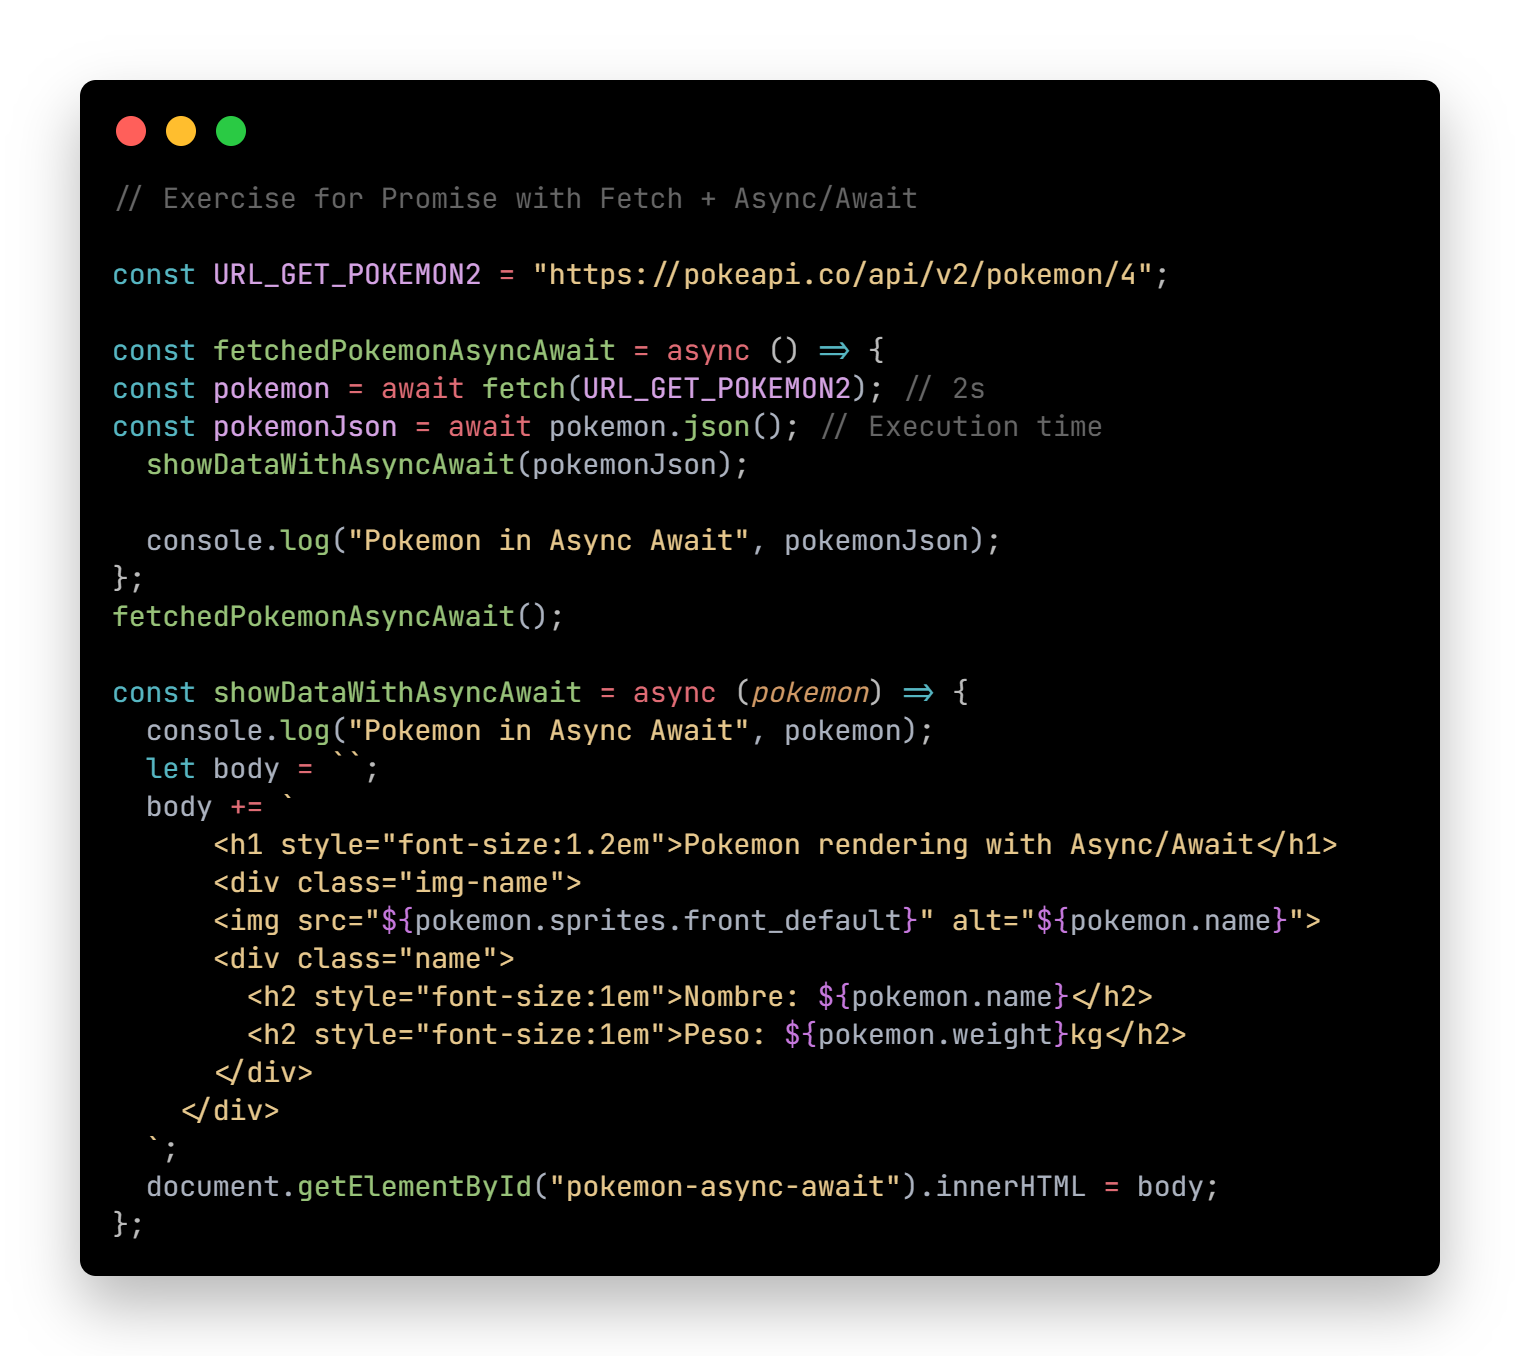 // Exercise for Promise with Fetch + Async/Await
const URL_GET_POKEMON2 = "https://pokeapi.co/api/v2/pokemon/4";
const fetchedPokemonAsyncAwait = async () => {
const pokemon = await fetch(URL_GET_POKEMON2); // 2s
const pokemonJson = await pokemon.json(); // Execution time
  showDataWithAsyncAwait(pokemonJson);
  console.log("Pokemon in Async Await", pokemonJson);
};
fetchedPokemonAsyncAwait();
const showDataWithAsyncAwait = async (pokemon) => {
  console.log("Pokemon in Async Await", pokemon);
  let body = ``;
  body += `
      <h1 style="font-size:1.2em">Pokemon rendering with Async/Await</h1>
      <div class="img-name">
      <img src="${pokemon.sprites.front_default}" alt="${pokemon.name}">
      <div class="name">
        <h2 style="font-size:1em">Nombre: ${pokemon.name}</h2>
        <h2 style="font-size:1em">Peso: ${pokemon.weight}kg</h2>
      </div>
    </div>
  `;
  document.getElementById("pokemon-async-await").innerHTML = body;
};